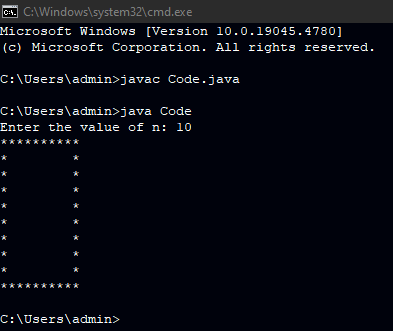 C:\Windows\system32\cmd.exe
Microsoft Windows [Version 10.0.19045.4780]
(c) Microsoft Corporation. All rights reserved.
C:\Users\admin>javac Code.java
C:\Users\admin>java Code
Enter the value of n: 10
**********
*        *
*        *
*        *
*        *
*        *
*        *
*        *
*        *
**********
C:\Users\admin>